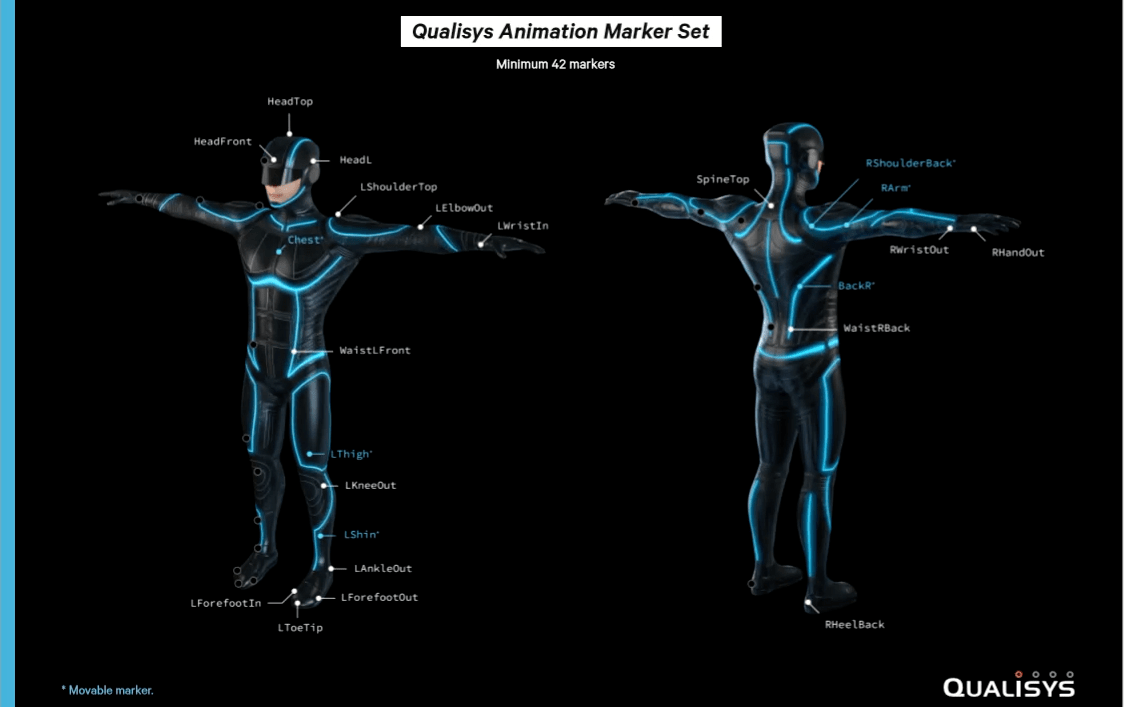 Qualisys Animation Marker Set
Minimum 42 markers
HeadTop
HeadFront
HeadL
LShoulderTop
LElbowOut
LWristIn
Chest*
WaistLFront
LThigh*
LKneeOut
LShin*
LAnkleOut
LForefootIn
LForefootOut
LToeTip
RShoulderBack*
SpineTop
RArm*
RWristOut
RHandOut
BackR*
WaistRBack
RHeelBack
* Movable marker.
QUALISYS